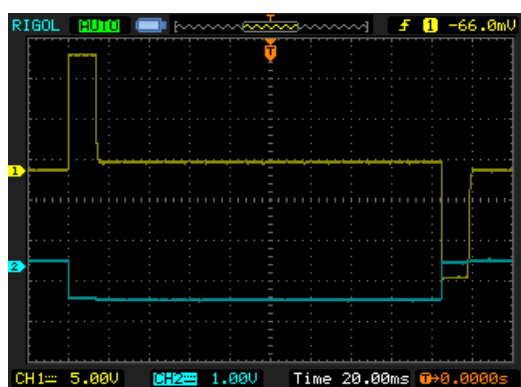 RIGOL AUTO T f 1 -66.0mV
T
1
2
CH1 5.00V CH2 1.00V Time 20.00ms T→0.0000s